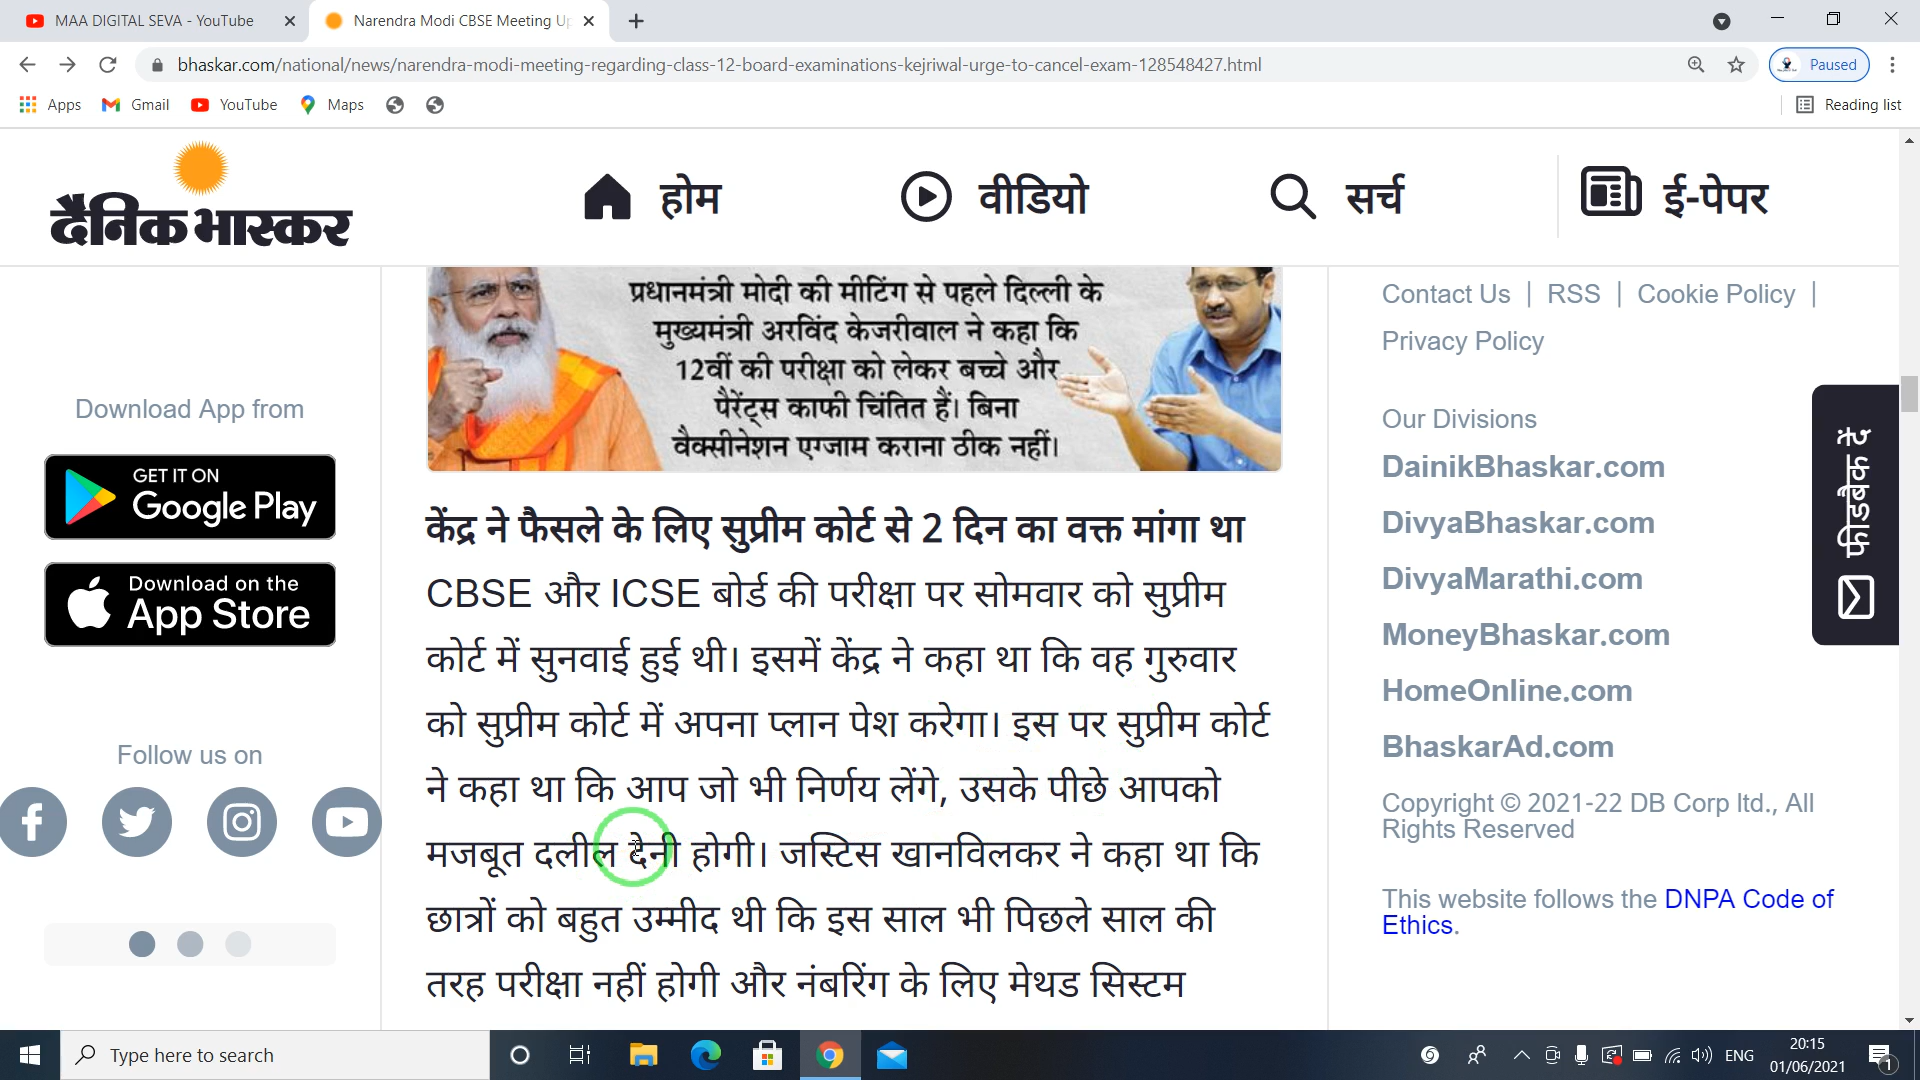 MAA DIGITAL SEVA - YouTube
Narendra Modi CBSE Meeting Up
bhaskar.com/national/news/narendra-modi-meeting-regarding-class-12-board-examinations-kejriwal-urge-to-cancel-exam-128548427.html
Paused
Apps
Gmail
YouTube
Maps
Reading list
दैनिक भास्कर
होम
वीडियो
सर्च
ई-पेपर
प्रधानमंत्री मोदी की मीटिंग से पहले दिल्ली के
मुख्यमंत्री अरविंद केजरीवाल ने कहा कि
12वीं की परीक्षा को लेकर बच्चे और
पैरेंट्स काफी चिंतित हैं। बिना
वैक्सीनेशन एग्जाम कराना ठीक नहीं।
केंद्र ने फैसले के लिए सुप्रीम कोर्ट से 2 दिन का वक्त मांगा था
CBSE और ICSE बोर्ड की परीक्षा पर सोमवार को सुप्रीम
कोर्ट में सुनवाई हुई थी। इसमें केंद्र ने कहा था कि वह गुरुवार
को सुप्रीम कोर्ट में अपना प्लान पेश करेगा। इस पर सुप्रीम कोर्ट
ने कहा था कि आप जो भी निर्णय लेंगे, उसके पीछे आपको
मजबूत दलील देनी होगी। जस्टिस खानविलकर ने कहा था कि
छात्रों को बहुत उम्मीद थी कि इस साल भी पिछले साल की
तरह परीक्षा नहीं होगी और नंबरिंग के लिए मेथड सिस्टम
Download App from
GET IT ON
Google Play
Download on the
App Store
Follow us on
Contact Us | RSS | Cookie Policy |
Privacy Policy
Our Divisions
DainikBhaskar.com
DivyaBhaskar.com
DivyaMarathi.com
MoneyBhaskar.com
HomeOnline.com
BhaskarAd.com
Copyright © 2021-22 DB Corp ltd., All
Rights Reserved
This website follows the DNPA Code of
Ethics.
फीडबैक दें
Type here to search
ENG
20:15
01/06/2021
1